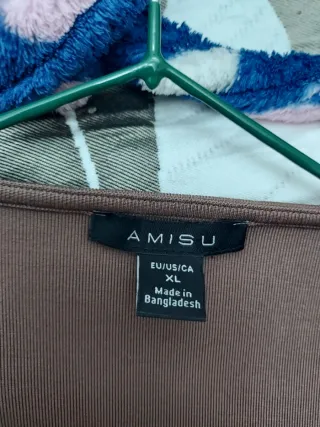 AMISU
EU/US/CA
XL
Made in
Bangladesh